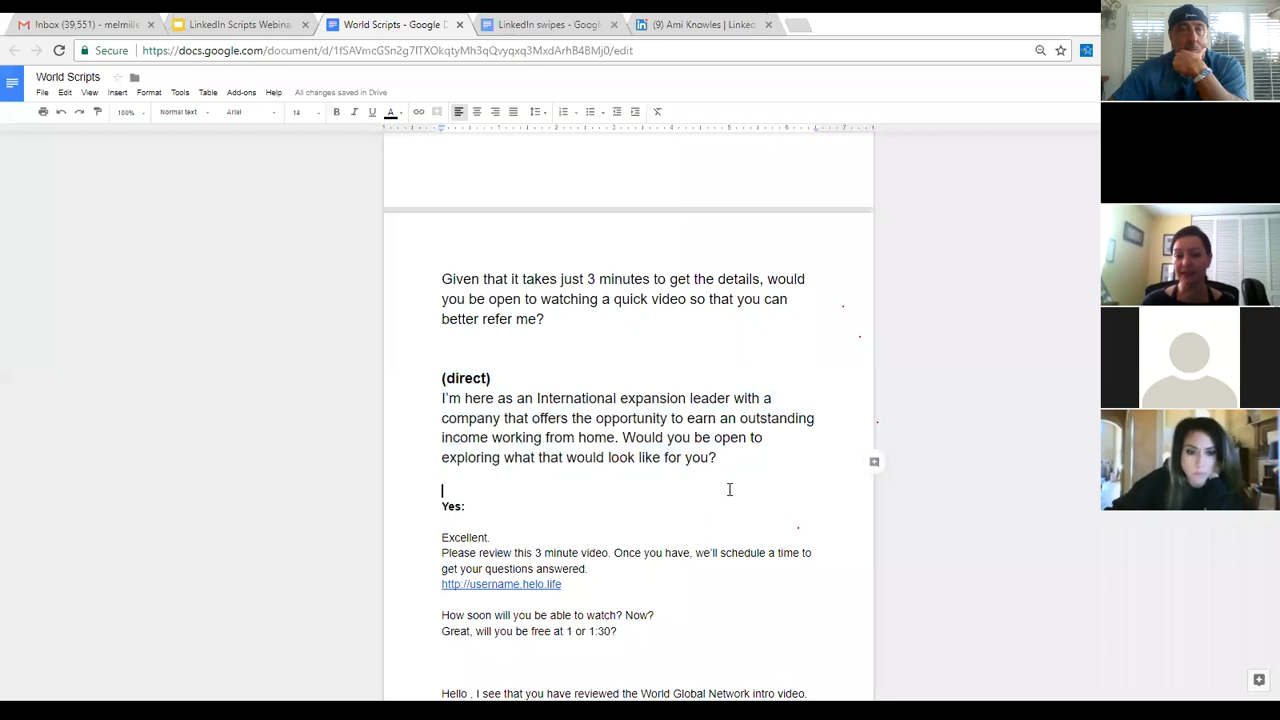 Inbox (39,551) - melmille
LinkedIn Scripts Webina
World Scripts - Google
LinkedIn swipes - Goog
(9) Ami Knowles | Linked
Secure
World Scripts
File Edit View Insert Format Tools Table Add-ons Help All changes saved in Drive
100% Normal text Arial 14 B I U A
1 2 3 4 5 6 7
Given that it takes just 3 minutes to get the details, would
you be open to watching a quick video so that you can
better refer me?
(direct)
I'm here as an International expansion leader with a
company that offers the opportunity to earn an outstanding
income working from home. Would you be open to
exploring what that would look like for you?
Yes:
Excellent.
Please review this 3 minute video. Once you have, we'll schedule a time to
get your questions answered.
http://username.helo.life
How soon will you be able to watch? Now?
Great, will you be free at 1 or 1:30?
Hello , I see that you have reviewed the World Global Network intro video.